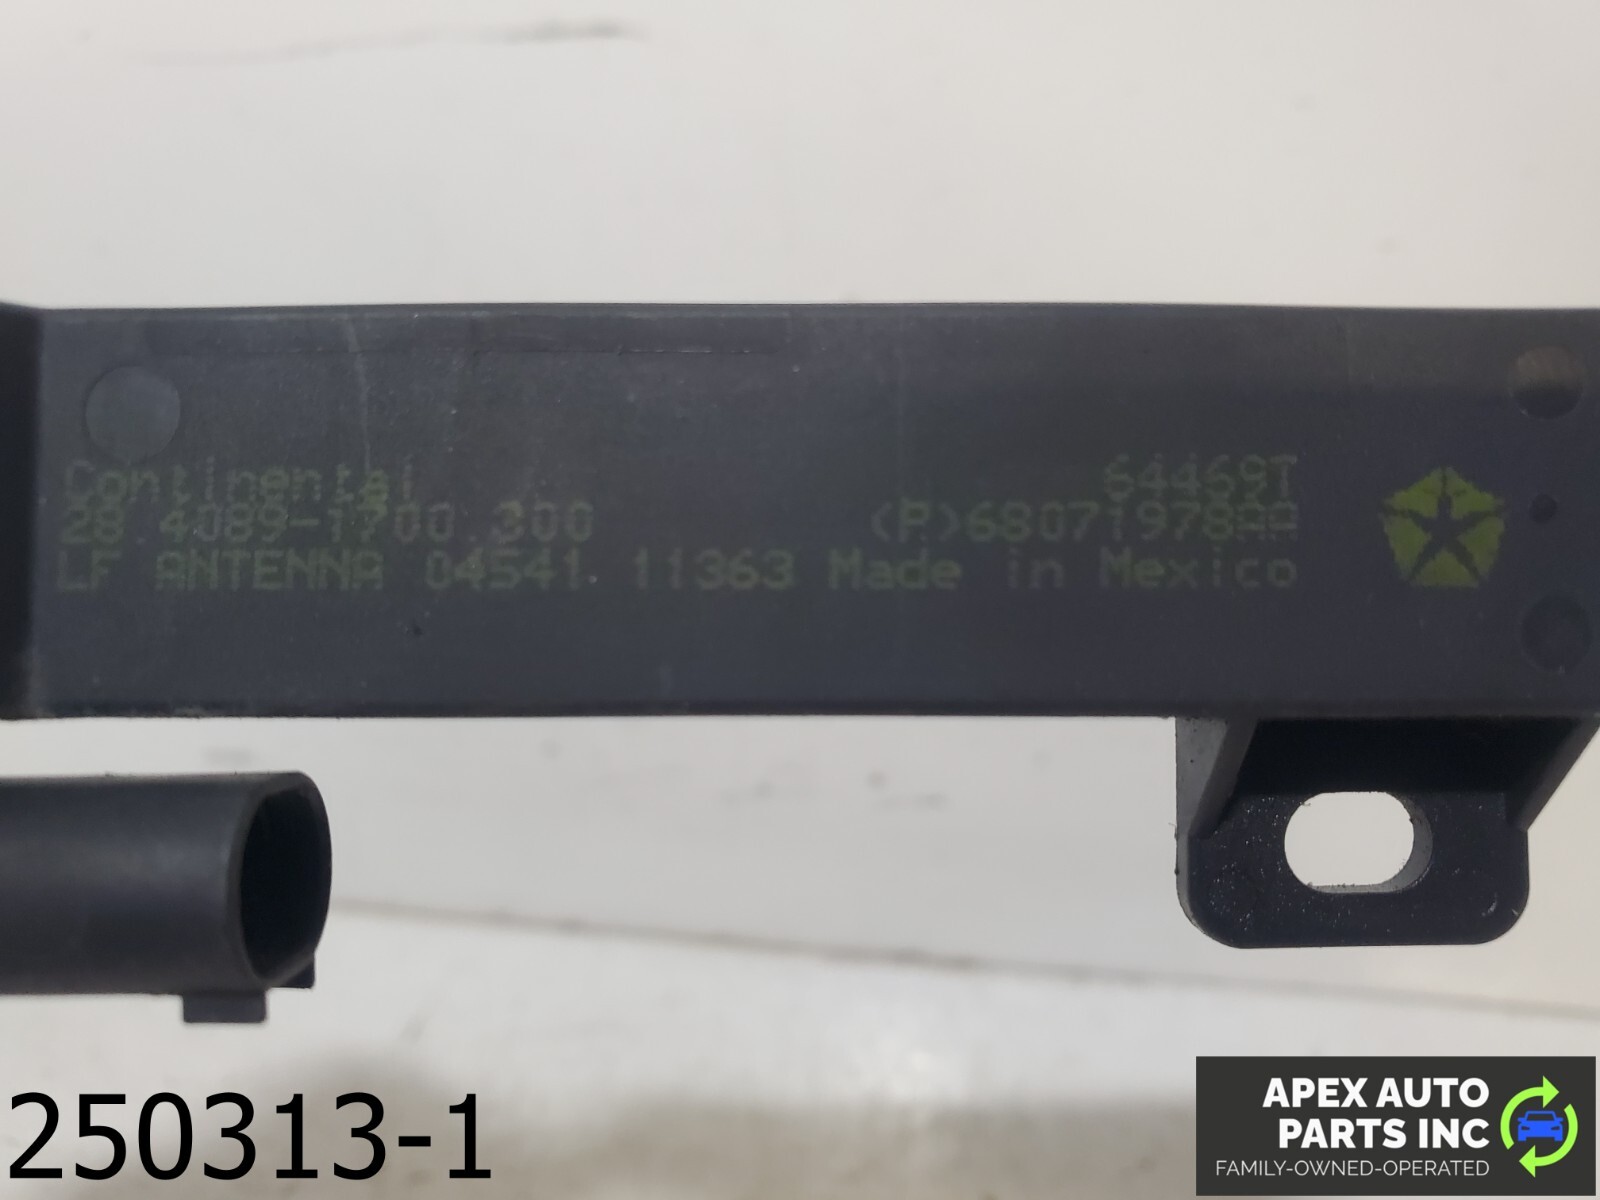 Continental
64469T
28.4089-1700.300 (P)68071978AA
LF ANTENNA 04541 11363 Made in Mexico
250313-1
APEX AUTO
PARTS INC
FAMILY-OWNED-OPERATED